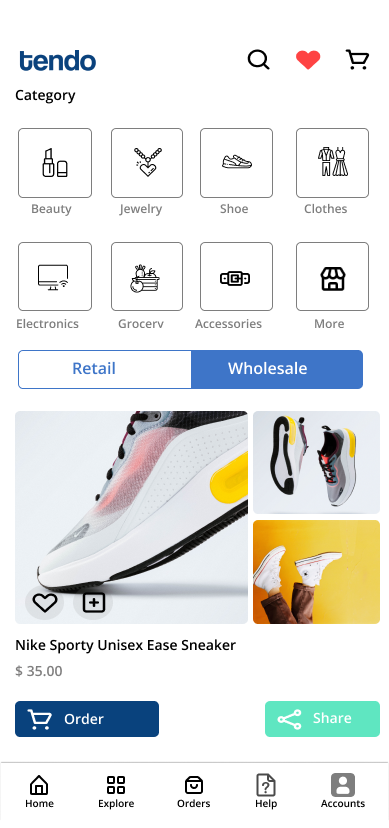 tendo
Category
Beauty
Jewelry
Shoe
Clothes
Electronics
Grocery
Accessories
More
Retail
Wholesale
Nike Sporty Unisex Ease Sneaker
$ 35.00
Order
Share
Home
Explore
Orders
Help
Accounts